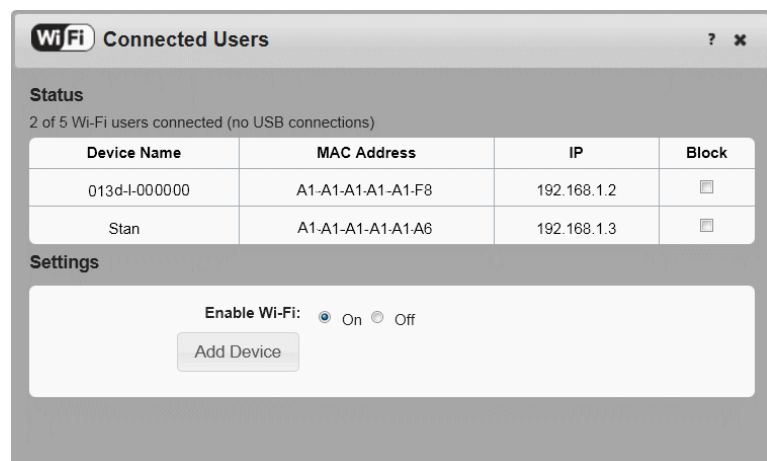 WiFi Connected Users ? ✖
Status
2 of 5 Wi-Fi users connected (no USB connections)
Device Name MAC Address IP Block
013d-I-000000 A1-A1-A1-A1-A1-F8 192.168.1.2
Stan A1-A1-A1-A1-A1-A6 192.168.1.3
Settings
Enable Wi-Fi: On Off
Add Device